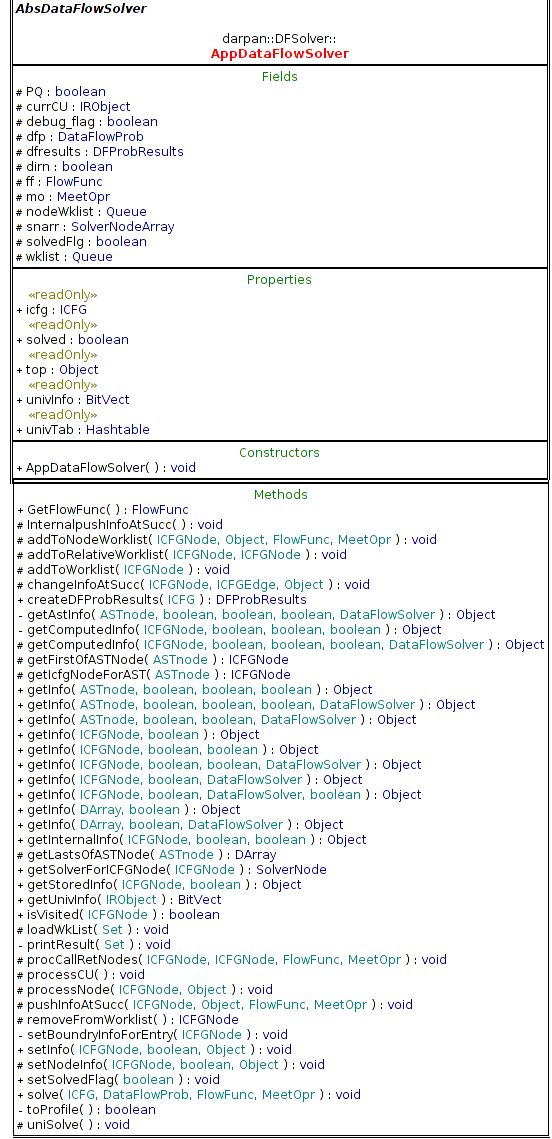 AbsDataFlowSolver
darpan::DFSolver::
AppDataFlowSolver
Fields
# PQ : boolean
# currCU : IRObject
# debug_flag : boolean
# dfp : DataFlowProb
# dfresults : DFProbResults
# dirn : boolean
# ff : FlowFunc
# mo : MeetOpr
# nodeWklist : Queue
# snarr : SolverNodeArray
# solvedFlg : boolean
# wklist : Queue
Properties
«readOnly»
+ icfg : ICFG
«readOnly»
+ solved : boolean
«readOnly»
+ top : Object
«readOnly»
+ univInfo : BitVect
«readOnly»
+ univTab : Hashtable
Constructors
+ AppDataFlowSolver( ) : void
Methods
+ GetFlowFunc( ) : FlowFunc
# InternalpushInfoAtSucc( ) : void
# addToNodeWorklist( ICFGNode, Object, FlowFunc, MeetOpr ) : void
# addToRelativeWorklist( ICFGNode, ICFGNode ) : void
# addToWorklist( ICFGNode ) : void
# changeInfoAtSucc( ICFGNode, ICFGEdge, Object ) : void
+ createDFProbResults( ICFG ) : DFProbResults
- getAstInfo( ASTnode, boolean, boolean, boolean, DataFlowSolver ) : Object
- getComputedInfo( ICFGNode, boolean, boolean, boolean ) : Object
# getComputedInfo( ICFGNode, boolean, boolean, boolean, DataFlowSolver ) : Object
# getFirstOfASTNode( ASTnode ) : ICFGNode
# getIcfgNodeForAST( ASTnode ) : ICFGNode
+ getInfo( ASTnode, boolean, boolean, boolean ) : Object
+ getInfo( ASTnode, boolean, boolean, boolean, DataFlowSolver ) : Object
+ getInfo( ASTnode, boolean, boolean, DataFlowSolver ) : Object
+ getInfo( ICFGNode, boolean ) : Object
+ getInfo( ICFGNode, boolean, boolean ) : Object
+ getInfo( ICFGNode, boolean, boolean, DataFlowSolver ) : Object
+ getInfo( ICFGNode, boolean, DataFlowSolver ) : Object
+ getInfo( ICFGNode, boolean, DataFlowSolver, boolean ) : Object
+ getInfo( DArray, boolean ) : Object
+ getInfo( DArray, boolean, DataFlowSolver ) : Object
+ getInternalInfo( ICFGNode, boolean, boolean ) : Object
# getLastsOfASTNode( ASTnode ) : DArray
+ getSolverForICFGNode( ICFGNode ) : SolverNode
+ getStoredInfo( ICFGNode, boolean ) : Object
+ getUnivInfo( IRObject ) : BitVect
+ isVisited( ICFGNode ) : boolean
# loadWkList( Set ) : void
- printResult( Set ) : void
# procCallRetNodes( ICFGNode, ICFGNode, FlowFunc, MeetOpr ) : void
# processCU( ) : void
# processNode( ICFGNode, Object ) : void
# pushInfoAtSucc( ICFGNode, Object, FlowFunc, MeetOpr ) : void
# removeFromWorklist( ) : ICFGNode
- setBoundryInfoForEntry( ICFGNode ) : void
+ setInfo( ICFGNode, boolean, Object ) : void
# setNodeInfo( ICFGNode, boolean, Object ) : void
+ setSolvedFlag( boolean ) : void
+ solve( ICFG, DataFlowProb, FlowFunc, MeetOpr ) : void
- toProfile( ) : boolean
# uniSolve( ) : void